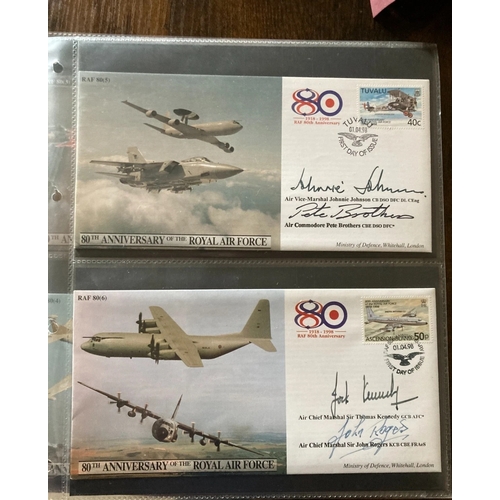 RAF 80(5)
80
1918 - 1998
RAF 80th Anniversary
TUVALU
40c
TUVALU
01.04.98
FIRST DAY OF ISSUE
Johnnie Johnson
Air Vice-Marshal Johnnie Johnson CB CBE DSO DFC DL CEng
Pete Brothers
Air Commodore Pete Brothers CBE DSO DFC*
80TH ANNIVERSARY OF THE ROYAL AIR FORCE
Ministry of Defence, Whitehall, London
RAF 80(6)
80
1918 - 1998
RAF 80th Anniversary
ASCENSION ISLAND
50p
01.04.98
FIRST DAY OF ISSUE
Air Chief Marshal Sir Thomas Kennedy GCB AFC*
John Rogers
Air Chief Marshal Sir John Rogers KCB CBE FRAeS
80TH ANNIVERSARY OF THE ROYAL AIR FORCE
Ministry of Defence, Whitehall, London